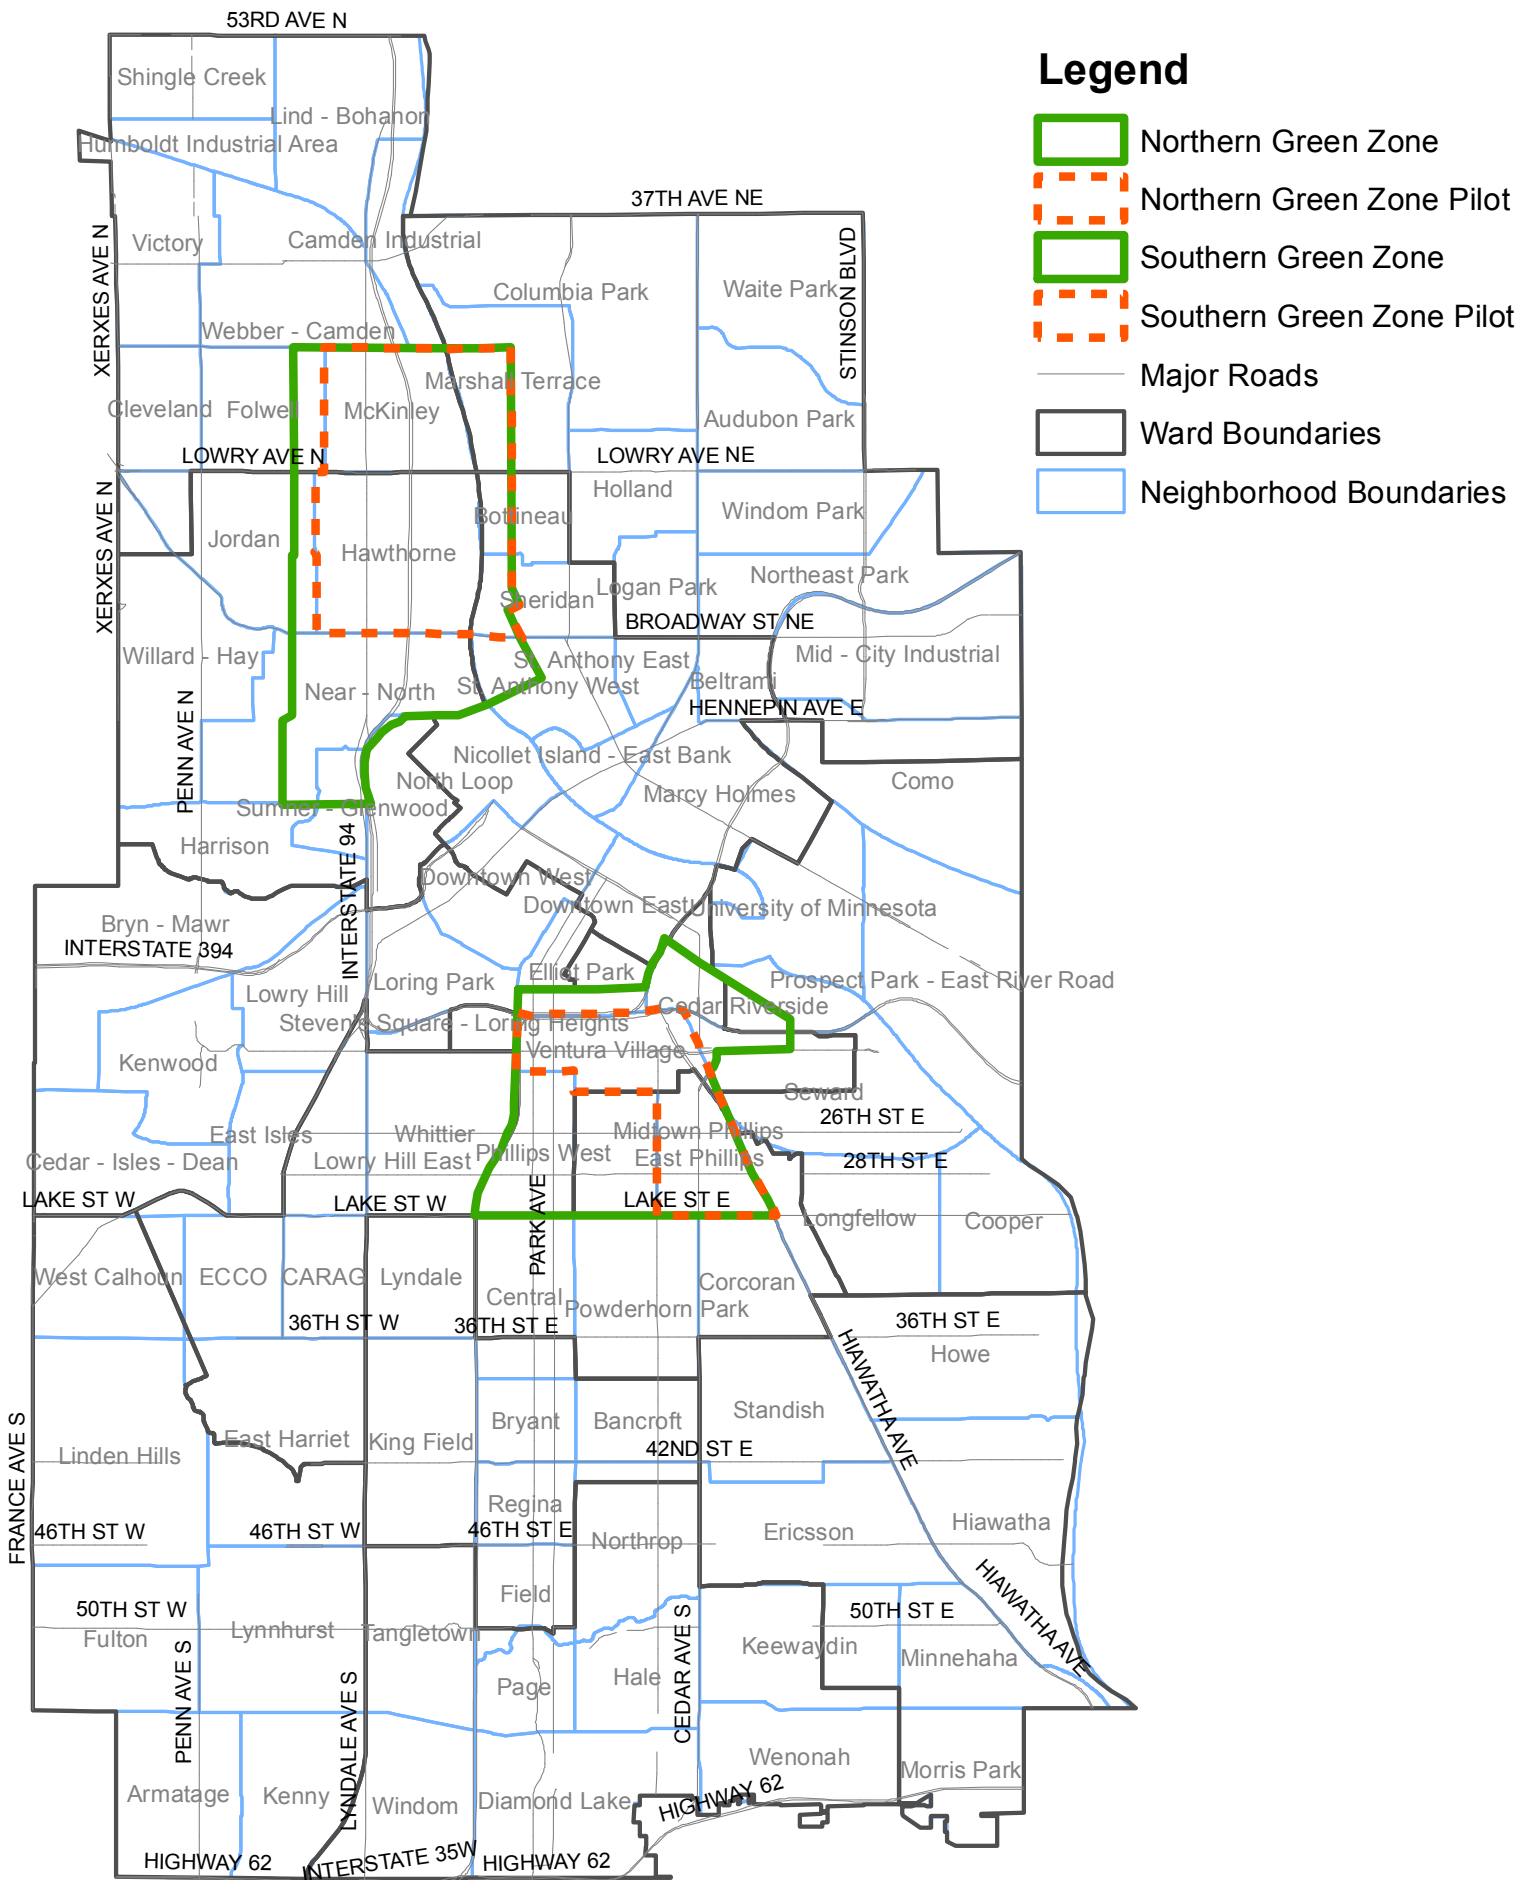 53RD AVE N
Legend
Shingle Creek
Lind - Bohanon
Humboldt Industrial Area
Northern Green Zone
Northern Green Zone Pilot
Southern Green Zone
Southern Green Zone Pilot
Major Roads
Ward Boundaries
Neighborhood Boundaries
37TH AVE NE
Victory
Camden Industrial
XERXES AVE N
Columbia Park
Waite Park
STINSON BLVD
Webber - Camden
Marshall Terrace
Cleveland
Folwell
McKinley
Audubon Park
LOWRY AVE N
LOWRY AVE NE
Holland
XERXES AVE N
Bottineau
Windom Park
Jordan
Hawthorne
Northeast Park
Logan Park
Sheridan
BROADWAY ST NE
Willard - Hay
St. Anthony East
Mid - City Industrial
Near - North
St. Anthony West
Beltrami
HENNEPIN AVE E
PENN AVE N
Nicollet Island - East Bank
North Loop
Como
Marcy Holmes
Sumner - Glenwood
Harrison
INTERSTATE 94
Downtown West
Downtown East
University of Minnesota
Bryn - Mawr
INTERSTATE 394
Elliot Park
Loring Park
Prospect Park - East River Road
Lowry Hill
Cedar Riverside
Steven's Square - Loring Heights
Ventura Village
Kenwood
Seward
26TH ST E
East Isles
Whittier
Midtown Phillips
Phillips West
East Phillips
Cedar - Isles - Dean
Lowry Hill East
28TH ST E
LAKE ST W
LAKE ST W
PARK AVE
LAKE ST E
Longfellow
Cooper
West Calhoun
ECCO
CARAG
Lyndale
Corcoran
Central
Powderhorn Park
36TH ST W
36TH ST E
36TH ST E
HIAWATHA AVE
Howe
Bryant
Bancroft
Standish
East Harriet
King Field
42ND ST E
Linden Hills
FRANCE AVE S
Regina
46TH ST W
46TH ST W
46TH ST E
Northrop
Ericsson
Hiawatha
Field
HIAWATHA AVE
50TH ST W
50TH ST E
Fulton
Lynnhurst
Tangletown
Keewaydin
Minnehaha
PENN AVE S
LYNDALE AVE S
Page
Hale
CEDAR AVE S
Wenonah
Morris Park
Armatage
Kenny
Windom
Diamond Lake
HIGHWAY 62
HIGHWAY 62
INTERSTATE 35W
HIGHWAY 62